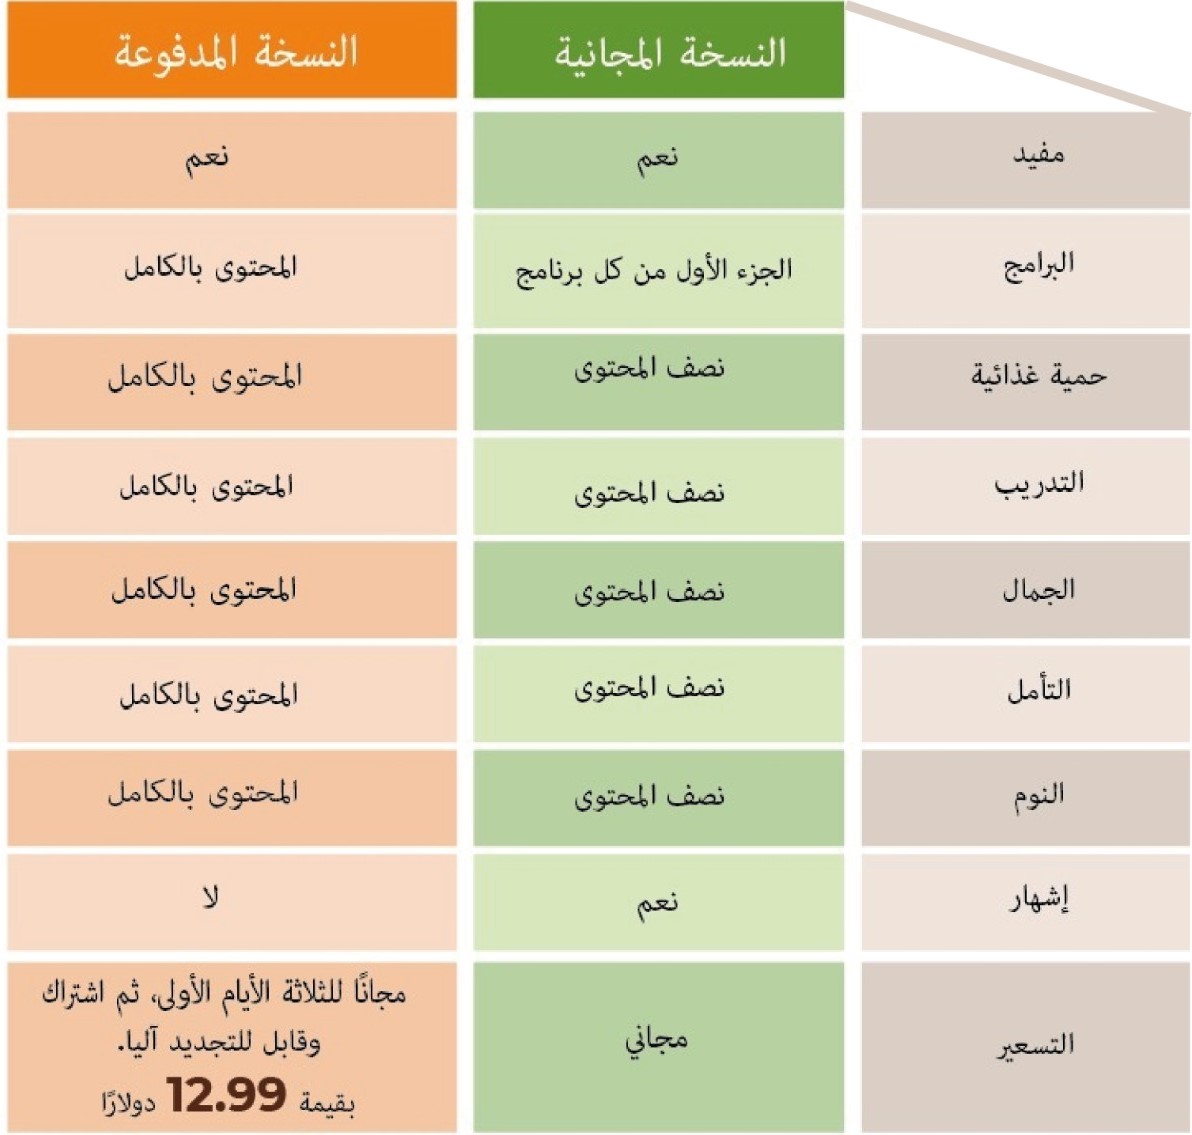 النسخة المجانية
النسخة المدفوعة
مفيد
نعم
نعم
البرامج
الجزء الأول من كل برنامج
المحتوى بالكامل
حمية غذائية
نصف المحتوى
المحتوى بالكامل
التدريب
نصف المحتوى
المحتوى بالكامل
الجمال
نصف المحتوى
المحتوى بالكامل
التأمل
نصف المحتوى
المحتوى بالكامل
النوم
نصف المحتوى
المحتوى بالكامل
إشهار
نعم
لا
التسعير
مجاني
مجانًا للثلاثة الأيام الأولى، ثم اشتراك
وقابل للتجديد آليا.
بقيمة 12.99 دولارًا